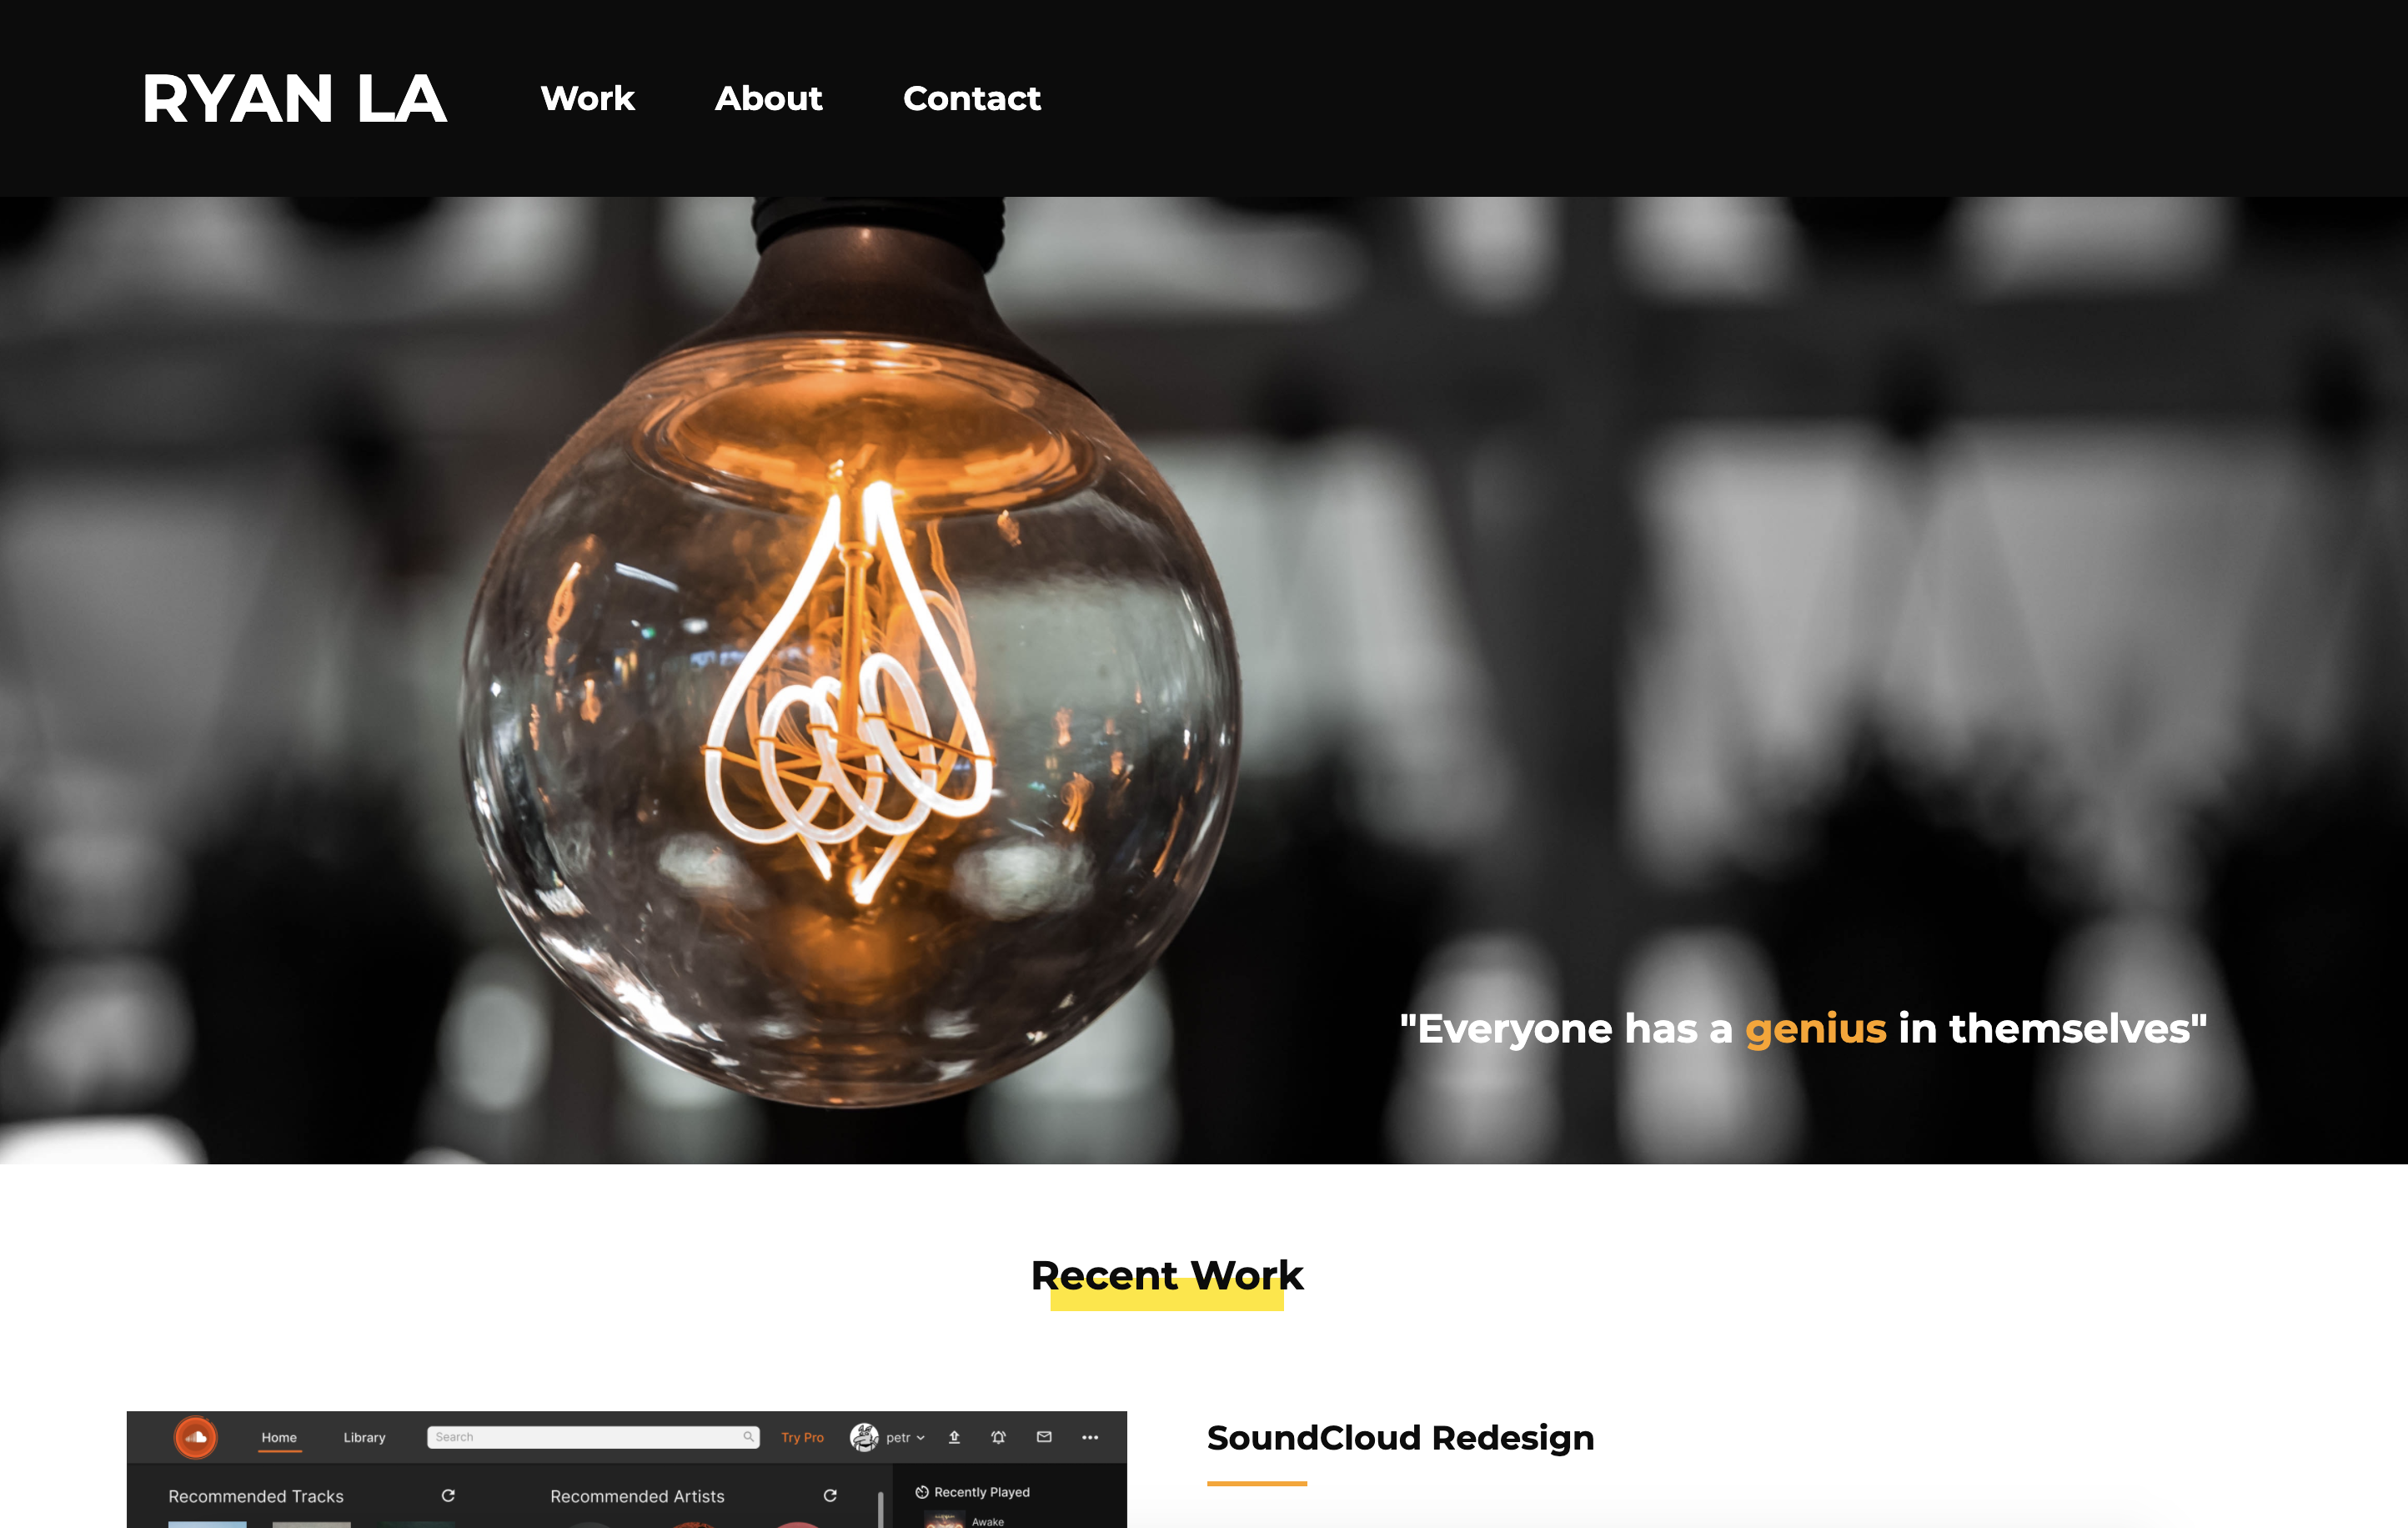 RYAN LA Work About Contact
"Everyone has a genius in themselves"
Recent Work
Home Library Search Try Pro petr
SoundCloud Redesign
Recommended Tracks Recommended Artists Recently Played
Awake